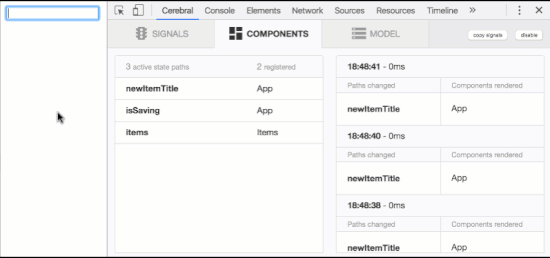 Cerebral Console Elements Network Sources Resources Timeline »
SIGNALS COMPONENTS MODEL copy signals disable
3 active state paths 2 registered
newItemTitle App
isSaving App
items Items
18:48:41 - 0ms
Paths changed Components rendered
newItemTitle App
18:48:40 - 0ms
Paths changed Components rendered
newItemTitle App
18:48:38 - 0ms
Paths changed Components rendered
newItemTitle App